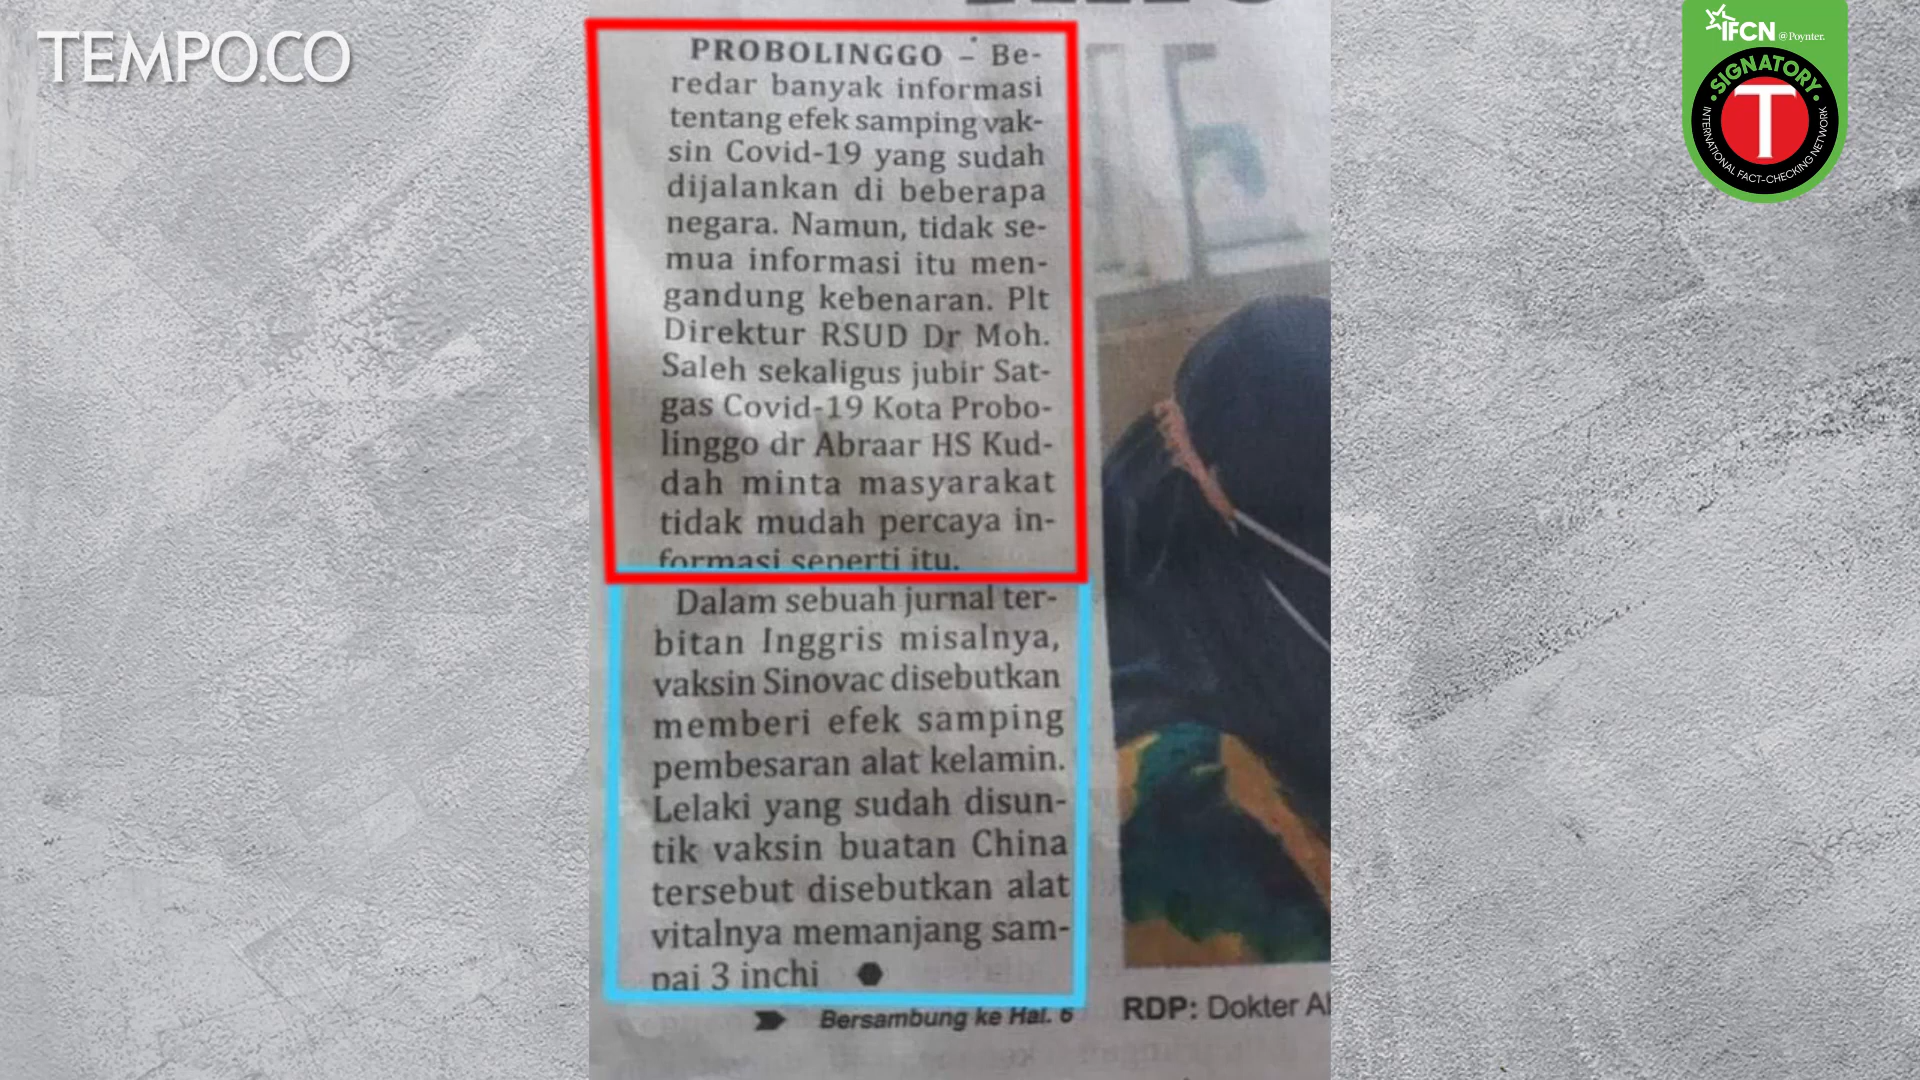 TEMPO.CO
IFCN @Poynter.
SIGNATORY
T
INTERNATIONAL FACT-CHECKING NETWORK
PROBOLINGGO – Be-
redar banyak informasi
tentang efek samping vak-
sin Covid-19 yang sudah
dijalankan di beberapa
negara. Namun, tidak se-
mua informasi itu men-
gandung kebenaran. Plt
Direktur RSUD Dr Moh.
Saleh sekaligus jubir Sat-
gas Covid-19 Kota Probo-
linggo dr Abraar HS Kud-
dah minta masyarakat
tidak mudah percaya in-
formasi seperti itu.
Dalam sebuah jurnal ter-
bitan Inggris misalnya,
vaksin Sinovac disebutkan
memberi efek samping
pembesaran alat kelamin.
Lelaki yang sudah disun-
tik vaksin buatan China
tersebut disebutkan alat
vitalnya memanjang sam-
pai 3 inchi
Bersambung ke Hal. 6
RDP: Dokter Al